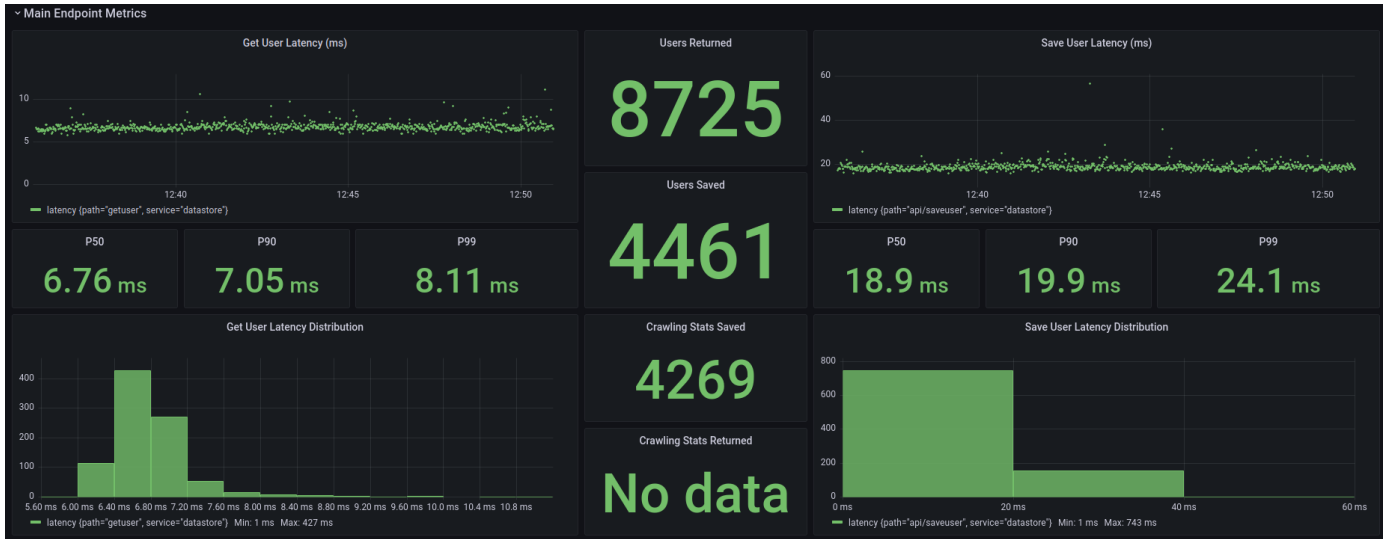 Main Endpoint Metrics
Get User Latency (ms)
10
5
0
12:40 12:45 12:50
latency {path="getuser", service="datastore"}
P50
6.76 ms
P90
7.05 ms
P99
8.11 ms
Get User Latency Distribution
400
300
200
100
0
5.60 ms 6.00 ms 6.40 ms 6.80 ms 7.20 ms 7.60 ms 8.00 ms 8.40 ms 8.80 ms 9.20 ms 9.60 ms 10.0 ms 10.4 ms 10.8 ms
latency {path="getuser", service="datastore"} Min: 1 ms Max: 427 ms
Users Returned
8725
Users Saved
4461
Crawling Stats Saved
4269
Crawling Stats Returned
No data
Save User Latency (ms)
60
40
20
12:40 12:45 12:50
latency {path="api/saveuser", service="datastore"}
P50
18.9 ms
P90
19.9 ms
P99
24.1 ms
Save User Latency Distribution
800
600
400
200
0
0 ms 20 ms 40 ms 60 ms
latency {path="api/saveuser", service="datastore"} Min: 1 ms Max: 743 ms